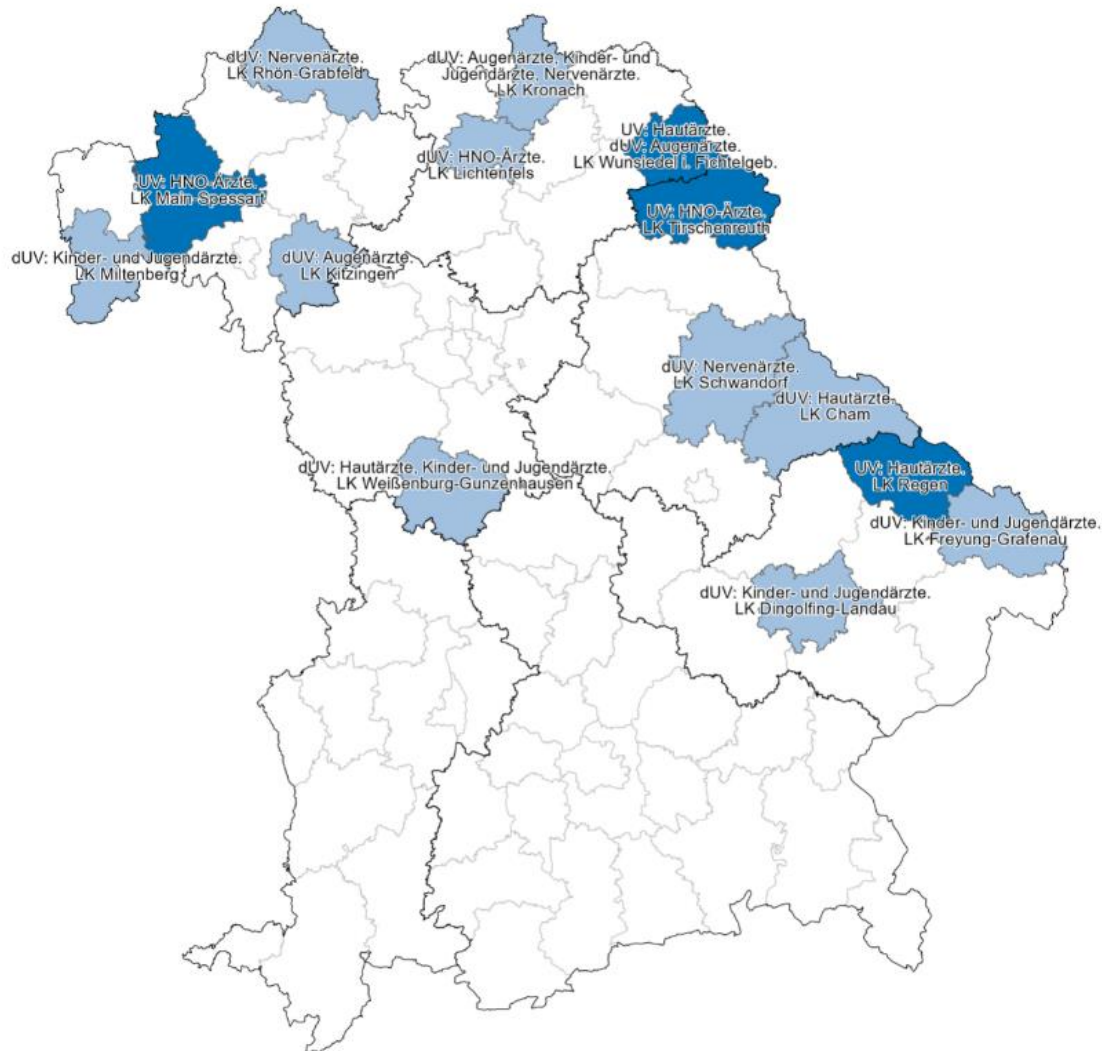 dUV: Nervenärzte.
LK Rhön-Grabfeld
dUV: Augenärzte, Kinder- und
Jugendärzte, Nervenärzte.
LK Kronach
UV: Hautärzte.
dUV: Augenärzte.
LK Wunsiedel i. Fichtelgeb.
dUV: HNO-Ärzte.
LK Lichtenfels
UV: HNO-Ärzte.
LK Main-Spessart
UV: HNO-Ärzte.
LK Tirschenreuth
dUV: Kinder- und Jugendärzte.
LK Miltenberg
dUV: Augenärzte.
LK Kitzingen
dUV: Nervenärzte.
LK Schwandorf
dUV: Hautärzte.
LK Cham
dUV: Hautärzte, Kinder- und Jugendärzte.
LK Weißenburg-Gunzenhausen
UV: Hautärzte.
LK Regen
dUV: Kinder- und Jugendärzte.
LK Freyung-Grafenau
dUV: Kinder- und Jugendärzte.
LK Dingolfing-Landau